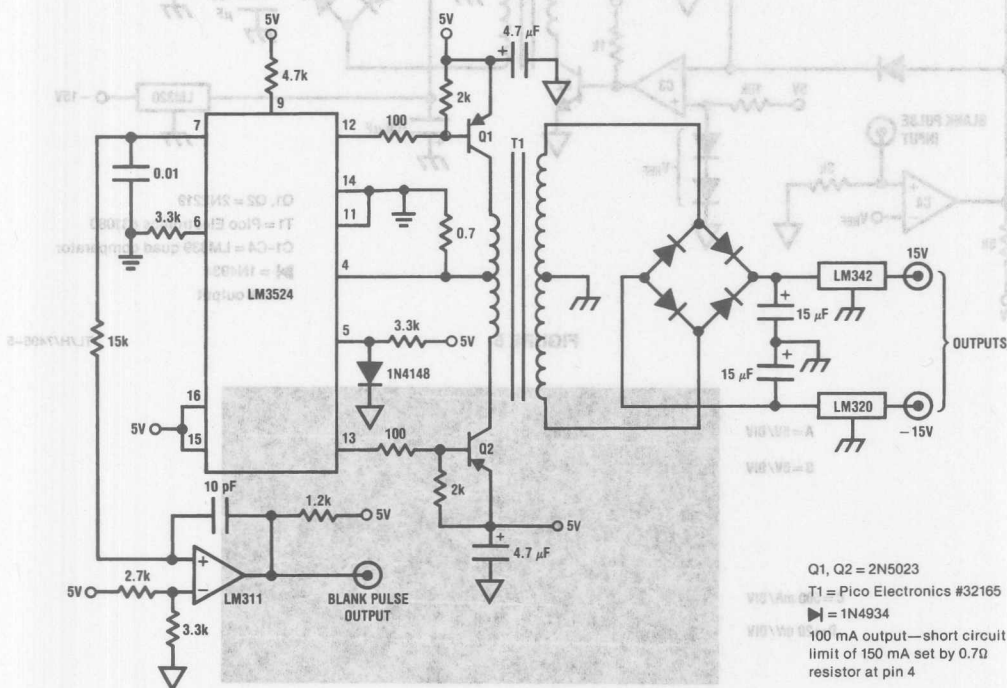 5V
4.7k
9
7
0.01
3.3k
6
15k
16
5V
15
LM3524
12
14
11
4
5
13
100
0.7
3.3k
5V
1N4148
100
5V
2k
Q1
4.7 µF
+
T1
Q2
2k
5V
+
4.7 µF
10 pF
1.2k
5V
+
−
LM311
BLANK PULSE
OUTPUT
2.7k
5V
3.3k
+
15 µF
+
15 µF
LM342
15V
LM320
−15V
OUTPUTS
Q1, Q2 = 2N5023
T1 = Pico Electronics #32165
= 1N4934
100 mA output—short circuit
limit of 150 mA set by 0.7Ω
resistor at pin 4